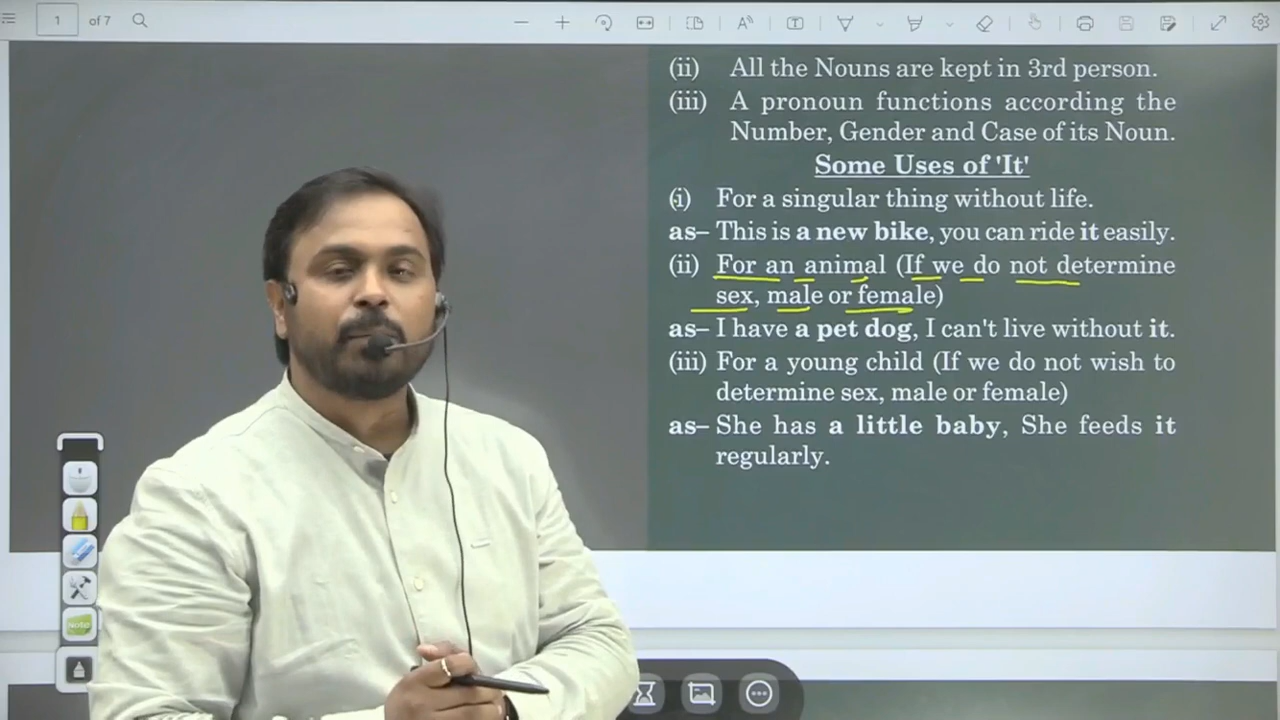 1 of 7
(ii) All the Nouns are kept in 3rd person.
(iii) A pronoun functions according the
Number, Gender and Case of its Noun.
Some Uses of 'It'
(i) For a singular thing without life.
as– This is a new bike, you can ride it easily.
(ii) For an animal (If we do not determine
sex, male or female)
as– I have a pet dog, I can't live without it.
(iii) For a young child (If we do not wish to
determine sex, male or female)
as– She has a little baby, She feeds it
regularly.